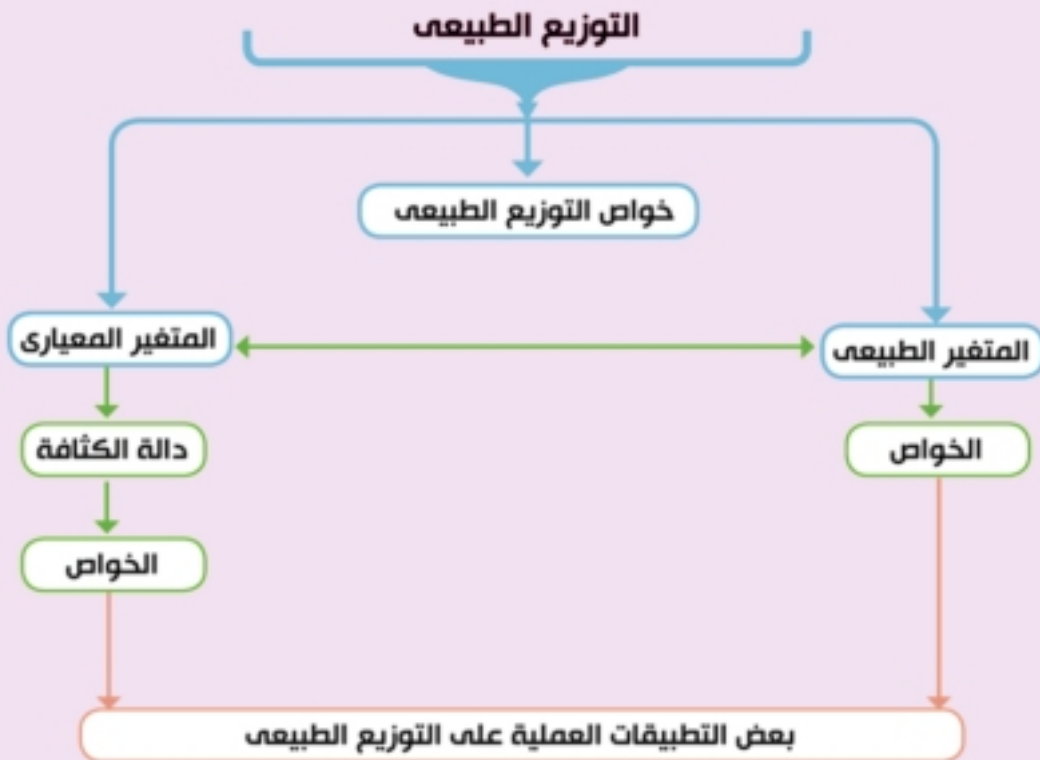 التوزيع الطبيعى
خواص التوزيع الطبيعى
المتغير الطبيعى
المتغير المعيارى
الخواص
دالة الكثافة
الخواص
بعض التطبيقات العملية على التوزيع الطبيعى